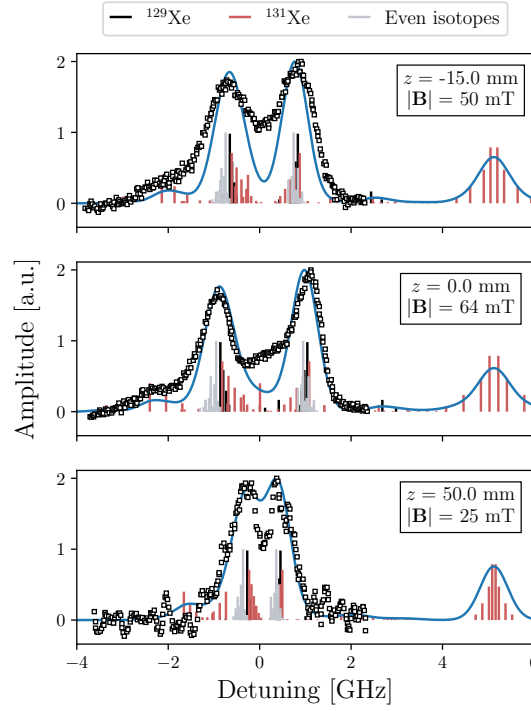 ¹²⁹Xe ¹³¹Xe Even isotopes
2
1
0
z = -15.0 mm
|B| = 50 mT
2
1
0
z = 0.0 mm
|B| = 64 mT
2
1
0
z = 50.0 mm
|B| = 25 mT
Amplitude [a.u.]
−4 −2 0 2 4 6
Detuning [GHz]